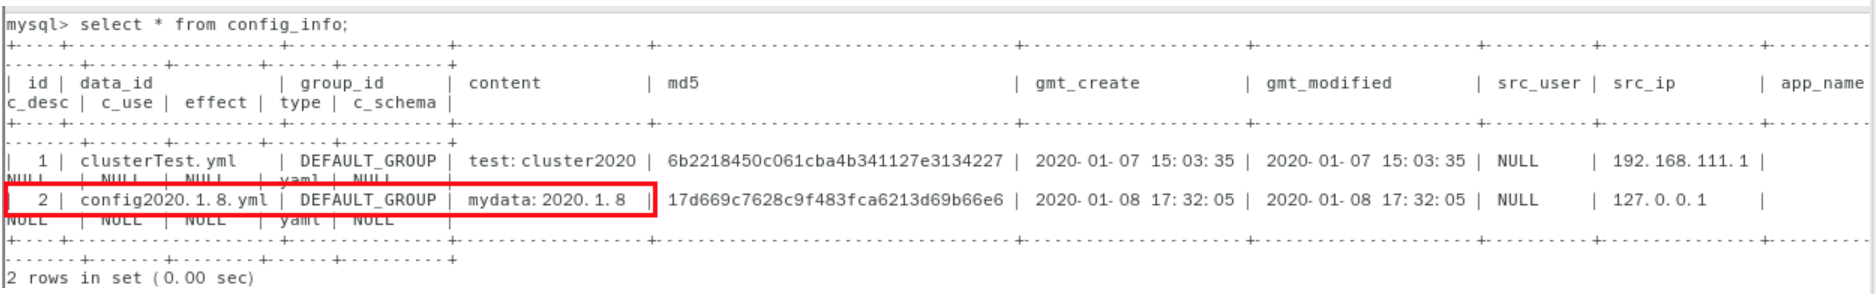 mysql> select * from config_info;
+----+------------------+---------------+------------------+----------------------------------+---------------------+---------------------+----------+---------------+---------
-------+-------+--------+------+----------+
| id | data_id | group_id | content | md5 | gmt_create | gmt_modified | src_user | src_ip | app_name
c_desc | c_use | effect | type | c_schema |
+----+------------------+---------------+------------------+----------------------------------+---------------------+---------------------+----------+---------------+---------
-------+-------+--------+------+----------+
| 1 | clusterTest.yml | DEFAULT_GROUP | test: cluster2020 | 6b2218450c061cba4b341127e3134227 | 2020-01-07 15:03:35 | 2020-01-07 15:03:35 | NULL | 192.168.111.1 |
NULL | NULL | NULL | yaml | NULL |
| 2 | config2020.1.8.yml | DEFAULT_GROUP | mydata: 2020.1.8 | 17d669c7628c9f483fca6213d69b66e6 | 2020-01-08 17:32:05 | 2020-01-08 17:32:05 | NULL | 127.0.0.1 |
NULL | NULL | NULL | yaml | NULL |
+----+------------------+---------------+------------------+----------------------------------+---------------------+---------------------+----------+---------------+---------
-------+-------+--------+------+----------+
2 rows in set (0.00 sec)